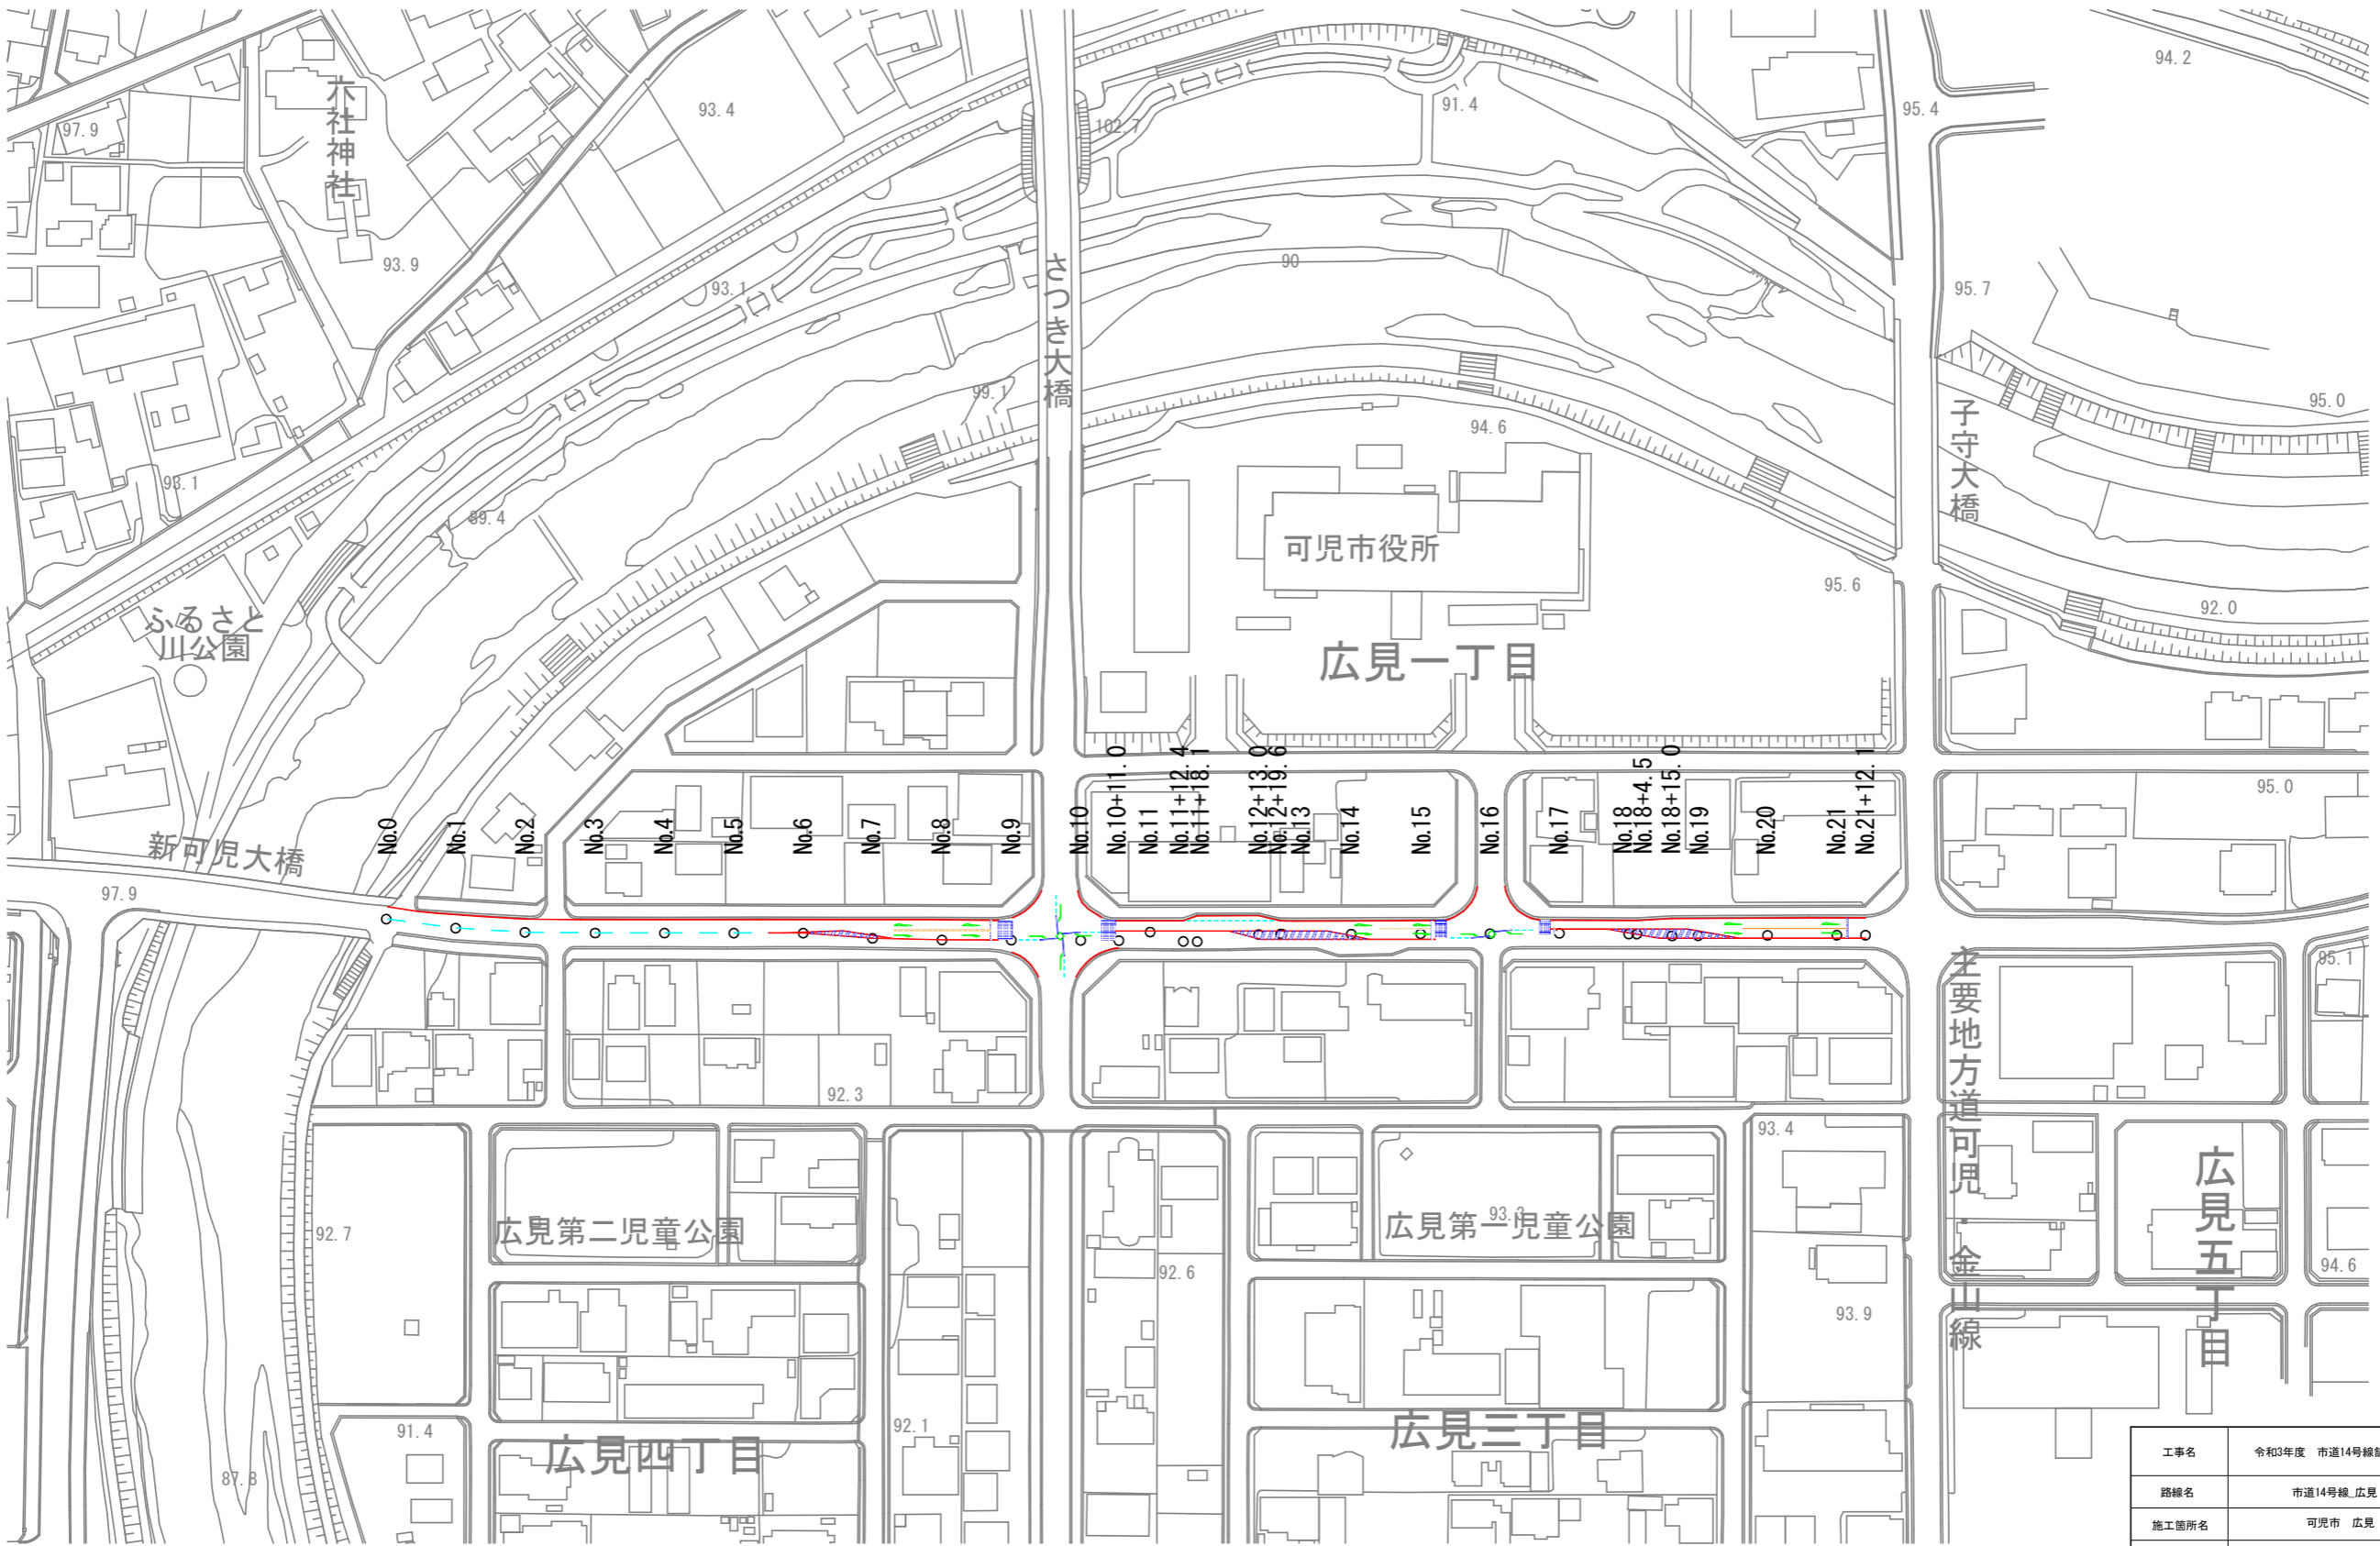 94.2
六社神社
97.9
93.4
102.7
91.4
95.4
93.9
93.1
さつき大橋
90
95.7
99.1
94.6
95.0
子守大橋
93.1
89.4
可児市役所
95.6
92.0
ふるさと
川公園
広見一丁目
95.0
新可児大橋
No.0
No.1
No.2
No.3
No.4
No.5
No.6
No.7
No.8
No.9
No.10
No.10+11.0
No.11
No.11+12.4
No.11+18.1
No.12+13.0
No.12+19.6
No.13
No.14
No.15
No.16
No.17
No.18
No.18+4.5
No.18+15.0
No.19
No.20
No.21
No.21+12.1
97.9
主要地方道可児 金山線
95.1
92.3
93.4
広見五丁目
92.7
広見第二児童公園
広見第一児童公園
92.6
94.6
93.9
91.4
92.1
広見四丁目
広見三丁目
87.8
工事名 令和3年度 市道14号線
路線名 市道14号線_広見
施工箇所名 可児市 広見